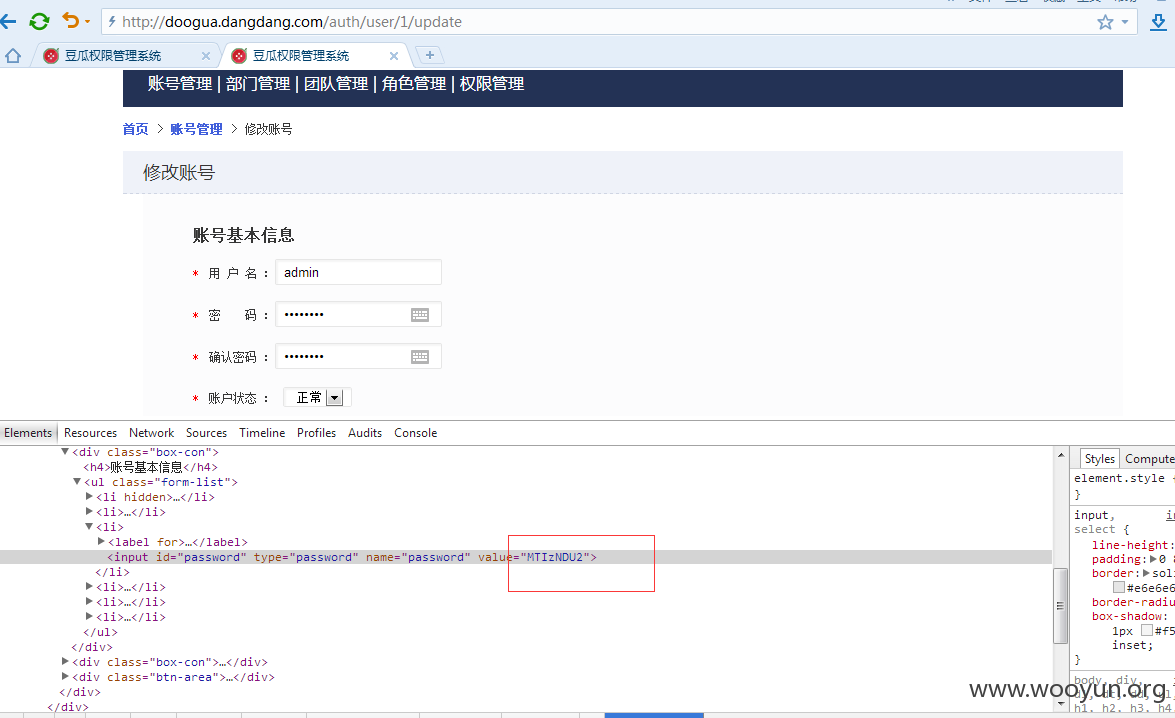 http://doogua.dangdang.com/auth/user/1/update
豆瓜权限管理系统 豆瓜权限管理系统
账号管理 | 部门管理 | 团队管理 | 角色管理 | 权限管理
首页 > 账号管理 > 修改账号
修改账号
账号基本信息
* 用 户 名 : admin
* 密 码 : ••••••••
* 确认密码 : ••••••••
* 账户状态 : 正常
Elements Resources Network Sources Timeline Profiles Audits Console
<div class="box-con">
<h4>账号基本信息</h4>
<ul class="form-list">
<li hidden>…</li>
<li>…</li>
<li>
<label for>…</label>
<input id="password" type="password" name="password" value="MTIzNDU2">
</li>
<li>…</li>
<li>…</li>
<li>…</li>
</ul>
</div>
<div class="box-con">…</div>
<div class="btn-area">…</div>
</div>
</div>
Styles Compute
element.style
}
input,
select {
line-height:
padding: 0
border: sol
#e6e6e6
border-radiu
box-shadow:
1px #f5
inset;
}
body, div,
h1, h2, h3, h4
www.wooyun.org